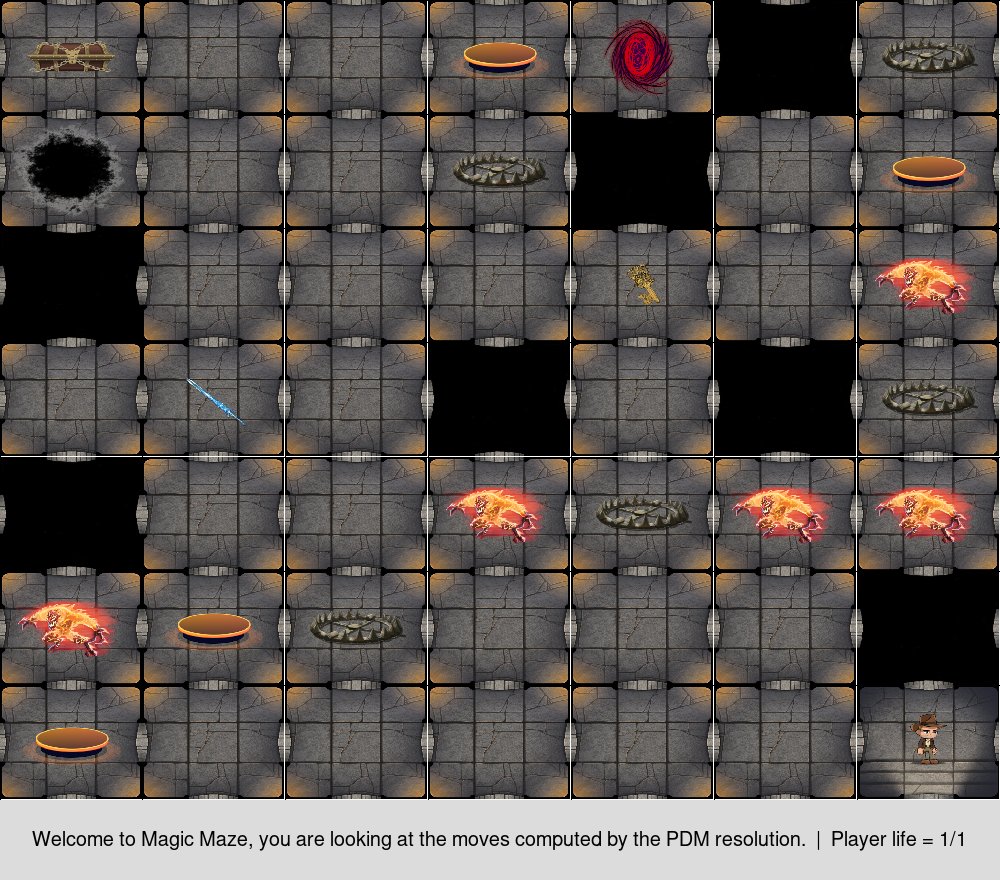 Welcome to Magic Maze, you are looking at the moves computed by the PDM resolution.  |  Player life = 1/1